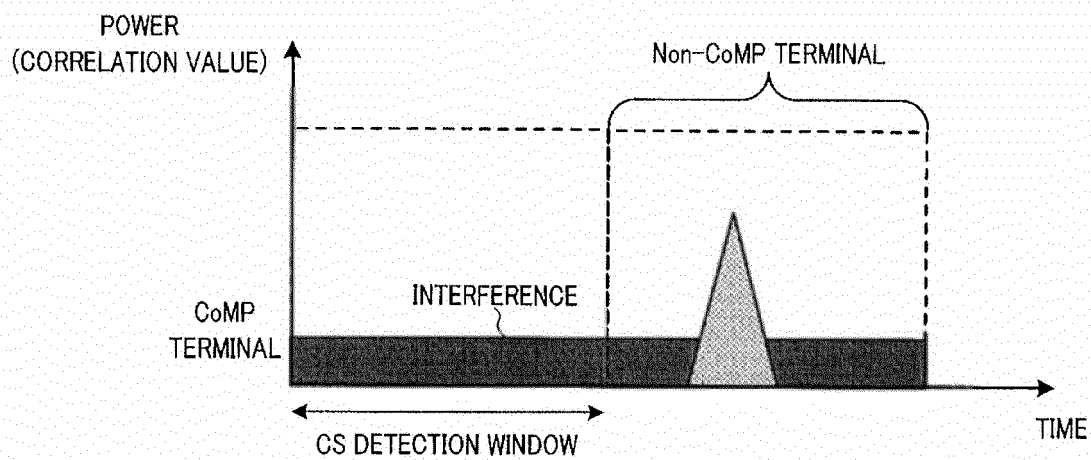 POWER
(CORRELATION VALUE)
Non-CoMP TERMINAL
INTERFERENCE
CoMP
TERMINAL
CS DETECTION WINDOW
TIME